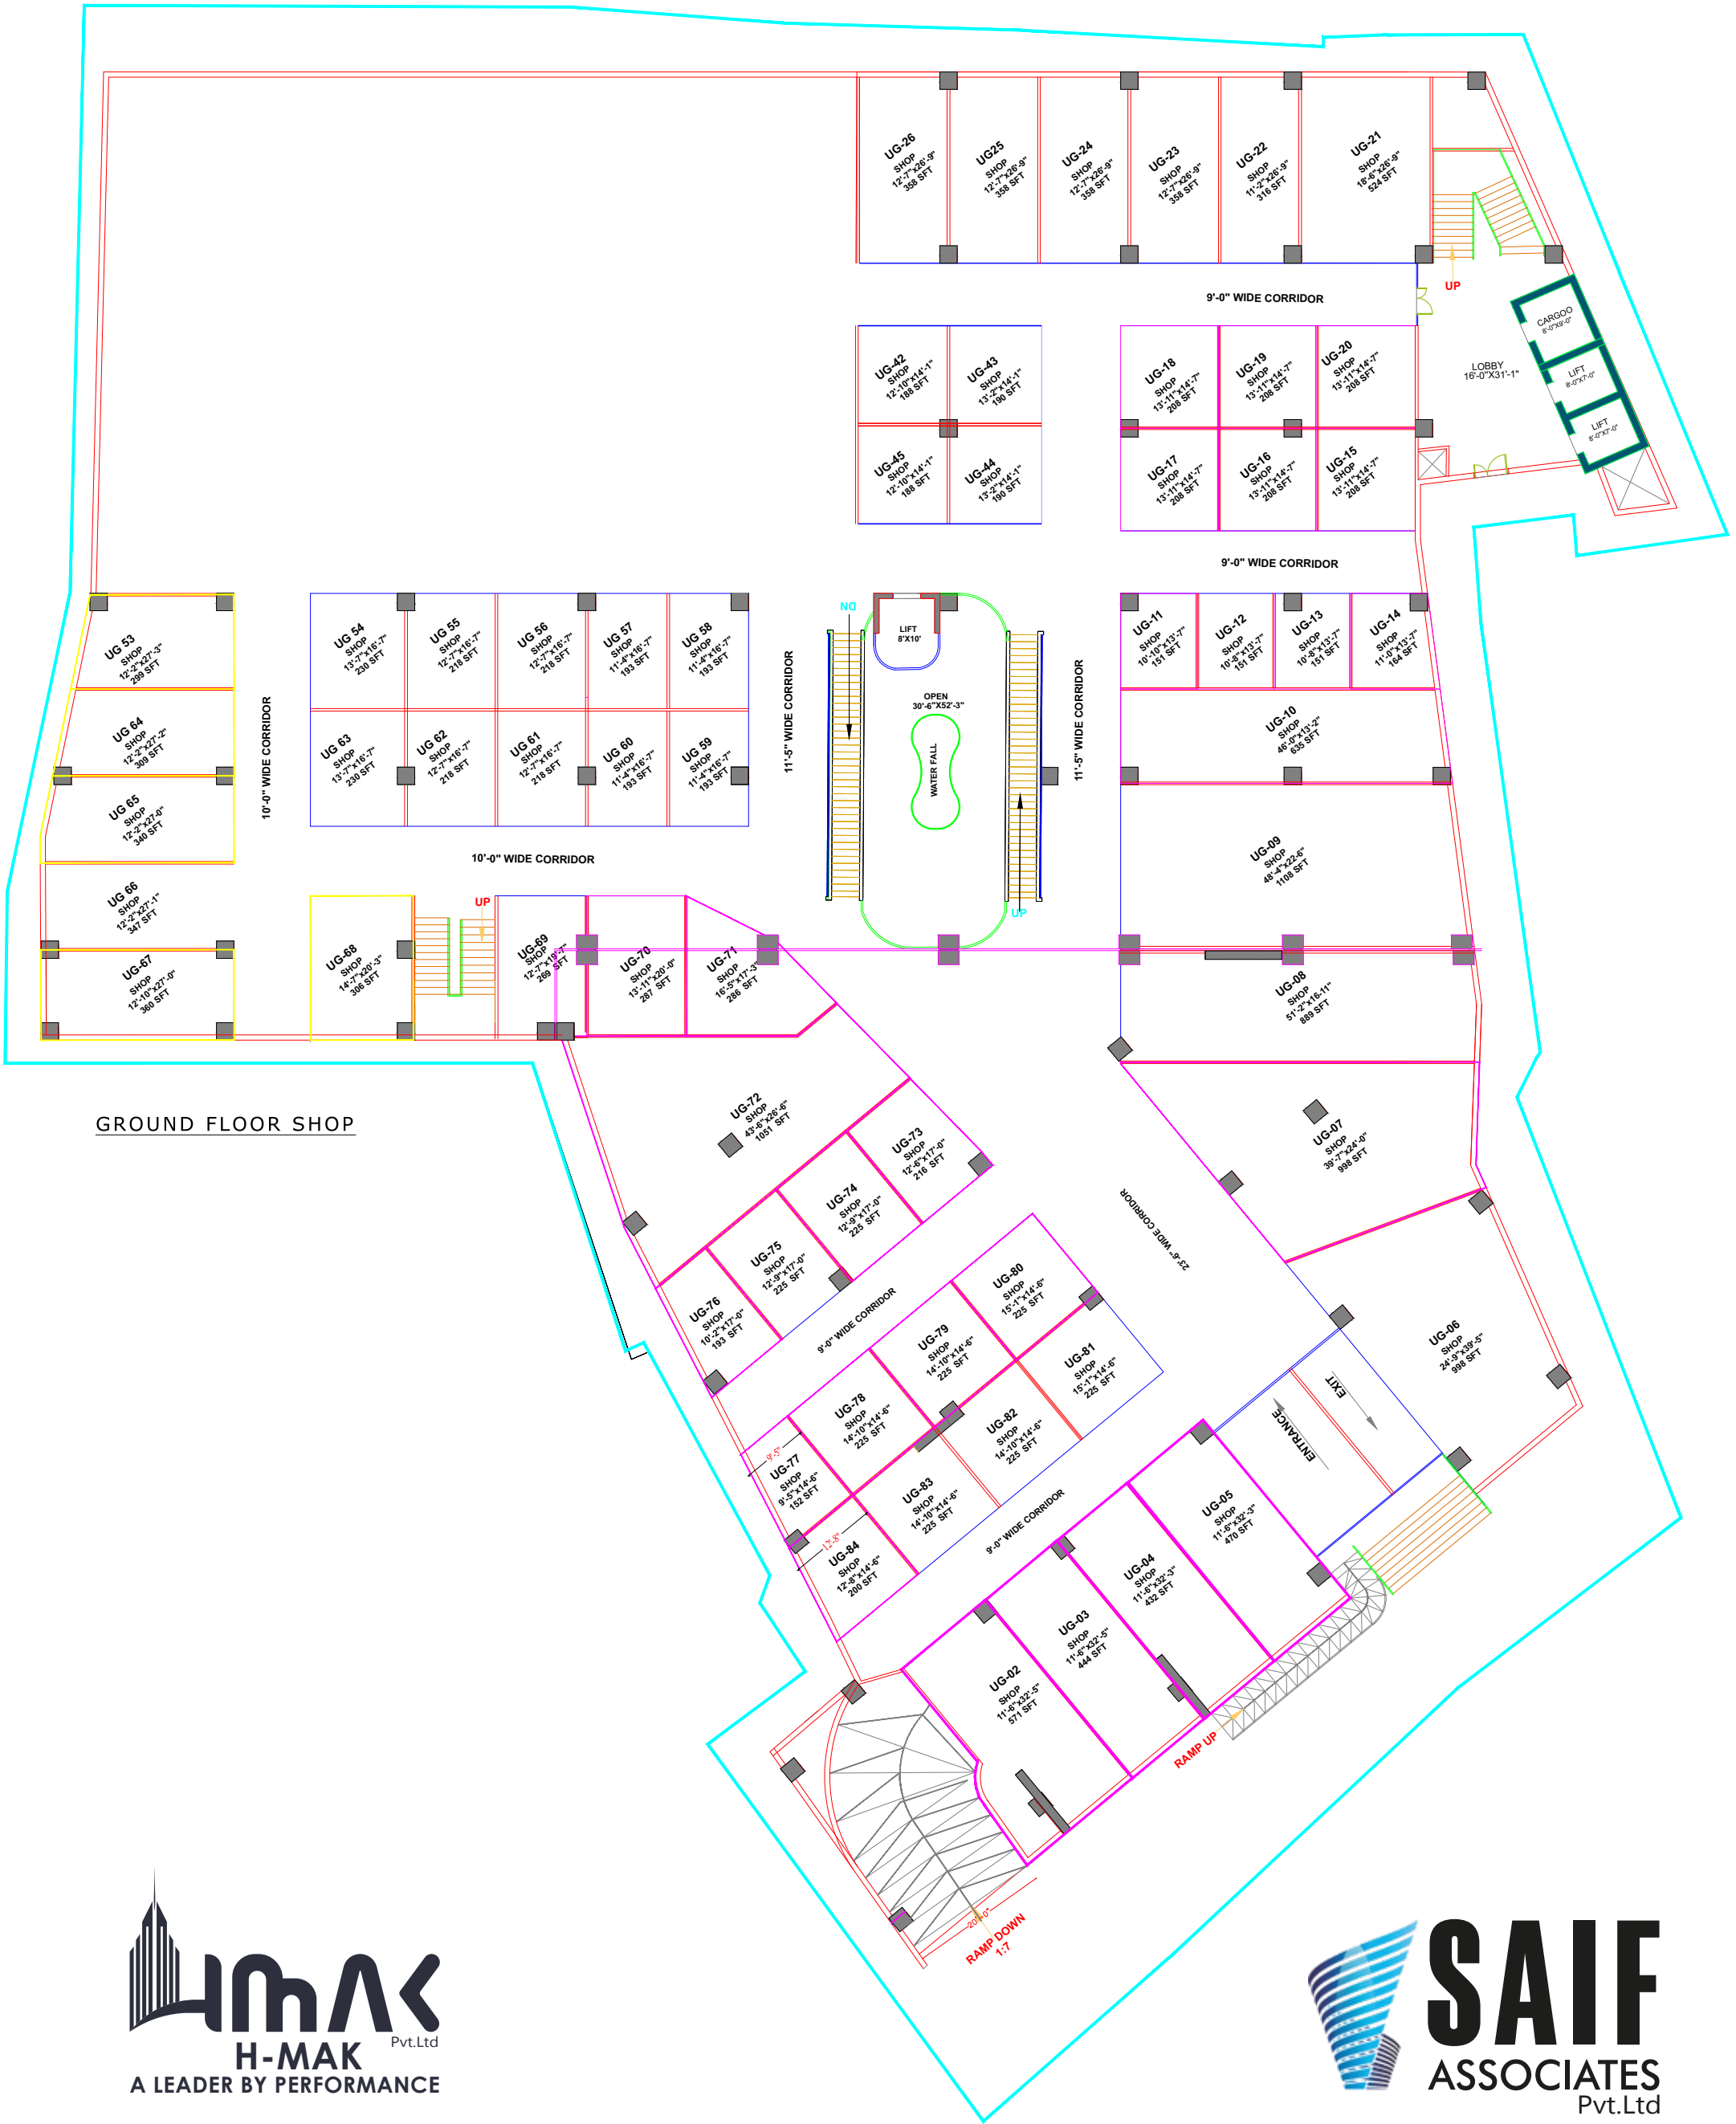 UG-26
SHOP
12'-7"x26'-9"
358 SFT
UG25
SHOP
12'-7"x26'-9"
358 SFT
UG-24
SHOP
12'-7"x26'-9"
358 SFT
UG-23
SHOP
12'-7"x26'-9"
358 SFT
UG-22
SHOP
11'-2"x26'-9"
316 SFT
UG-21
SHOP
18'-6"x26'-9"
524 SFT
UP
9'-0" WIDE CORRIDOR
CARGOO
8'-0"X9'-0"
LIFT
8'-0"X7'-0"
LIFT
8'-0"X7'-0"
LOBBY
16'-0"X31'-1"
UG-42
SHOP
12'-10"x14'-1"
188 SFT
UG-43
SHOP
13'-2"x14'-1"
190 SFT
UG-18
SHOP
13'-11"x14'-7"
208 SFT
UG-19
SHOP
13'-11"x14'-7"
208 SFT
UG-20
SHOP
13'-11"x14'-7"
208 SFT
UG-45
SHOP
12'-10"x14'-1"
188 SFT
UG-44
SHOP
13'-2"x14'-1"
190 SFT
UG-17
SHOP
13'-11"x14'-7"
208 SFT
UG-16
SHOP
13'-11"x14'-7"
208 SFT
UG-15
SHOP
13'-11"x14'-7"
208 SFT
9'-0" WIDE CORRIDOR
UG 53
SHOP
12'-2"x27'-3"
299 SFT
UG 54
SHOP
13'-7"x16'-7"
230 SFT
UG 55
SHOP
12'-7"x16'-7"
218 SFT
UG 56
SHOP
12'-7"x16'-7"
218 SFT
UG 57
SHOP
11'-4"x16'-7"
193 SFT
UG 58
SHOP
11'-4"x16'-7"
193 SFT
DN
LIFT
8'X10'
UG-11
SHOP
10'-10"x13'-7"
151 SFT
UG-12
SHOP
10'-8"x13'-7"
151 SFT
UG-13
SHOP
10'-8"x13'-7"
151 SFT
UG-14
SHOP
11'-0"x13'-7"
164 SFT
UG 64
SHOP
12'-2"x27'-2"
309 SFT
10'-0" WIDE CORRIDOR
UG 63
SHOP
13'-7"x16'-7"
230 SFT
UG 62
SHOP
12'-7"x16'-7"
218 SFT
UG 61
SHOP
12'-7"x16'-7"
218 SFT
UG 60
SHOP
11'-4"x16'-7"
193 SFT
UG 59
SHOP
11'-4"x16'-7"
193 SFT
11'-5" WIDE CORRIDOR
OPEN
30'-6"X52'-3"
WATER FALL
11'-5" WIDE CORRIDOR
UG-10
SHOP
46'-0"x13'-2"
635 SFT
UG 65
SHOP
12'-2"x27'-0"
340 SFT
10'-0" WIDE CORRIDOR
UG-09
SHOP
48'-4"x22-6"
1108 SFT
UG 66
SHOP
12'-2"x27'-1"
347 SFT
UP
UP
UG-67
SHOP
12'-10"x27'-0"
360 SFT
UG-68
SHOP
14'-7"x20'-3"
306 SFT
UG-69
SHOP
12'-7"x19'-7"
269 SFT
UG-70
SHOP
13'-11"x20'-0"
287 SFT
UG-71
SHOP
16'-5"x17'-3"
286 SFT
UG-08
SHOP
51'-2"x16-11"
889 SFT
GROUND FLOOR SHOP
UG-72
SHOP
43'-6"x26'-6"
1051 SFT
UG-07
SHOP
39'-7"x24'-0"
998 SFT
UG-73
SHOP
12'-6"x17'-0"
216 SFT
UG-74
SHOP
12'-9"x17'-0"
225 SFT
UG-75
SHOP
12'-9"x17'-0"
225 SFT
UG-76
SHOP
10'-2"x17'-0"
193 SFT
23'-6" WIDE CORRIDOR
9'-0" WIDE CORRIDOR
UG-80
SHOP
15'-1"x14'-6"
225 SFT
UG-79
SHOP
14'-10"x14'-6"
225 SFT
UG-78
SHOP
14'-10"x14'-6"
225 SFT
9'-5"
UG-77
SHOP
9'-5"x14'-6"
152 SFT
UG-81
SHOP
15'-1"x14'-6"
225 SFT
UG-82
SHOP
14'-10"x14'-6
225 SFT
UG-83
SHOP
14'-10"x14'-6"
225 SFT
12'-8"
UG-84
SHOP
12'-8"x14'-6"
200 SFT
UG-06
SHOP
24'-9"x39'-5"
998 SFT
EXIT
ENTRANCE
9'-0" WIDE CORRIDOR
UG-05
SHOP
11'-6"x32'-3"
470 SFT
UG-04
SHOP
11'-6"x32'-3"
432 SFT
UG-03
SHOP
11'-6"x32'-5"
444 SFT
UG-02
SHOP
11'-6"x32'-5"
571 SFT
RAMP UP
20'-0"
RAMP DOWN
1:7
HMAK
Pvt.Ltd
H-MAK
A LEADER BY PERFORMANCE
SAIF
ASSOCIATES
Pvt.Ltd